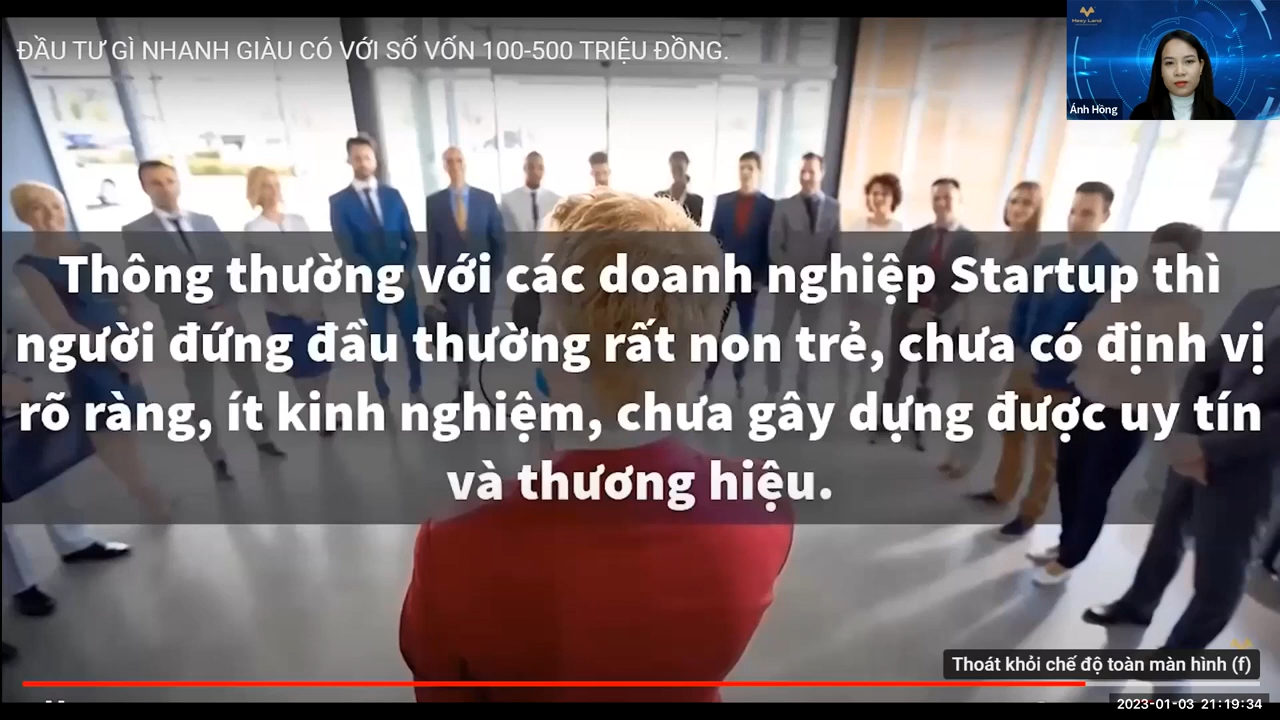 ĐẦU TƯ GÌ NHANH GIÀU CÓ VỚI SỐ VỐN 100-500 TRIỆU ĐỒNG.
Heey Land
Ánh Hồng
Thông thường với các doanh nghiệp Startup thì
người đứng đầu thường rất non trẻ, chưa có định vị
rõ ràng, ít kinh nghiệm, chưa gây dựng được uy tín
và thương hiệu.
Thoát khỏi chế độ toàn màn hình (f)
2023-01-03 21:19:34